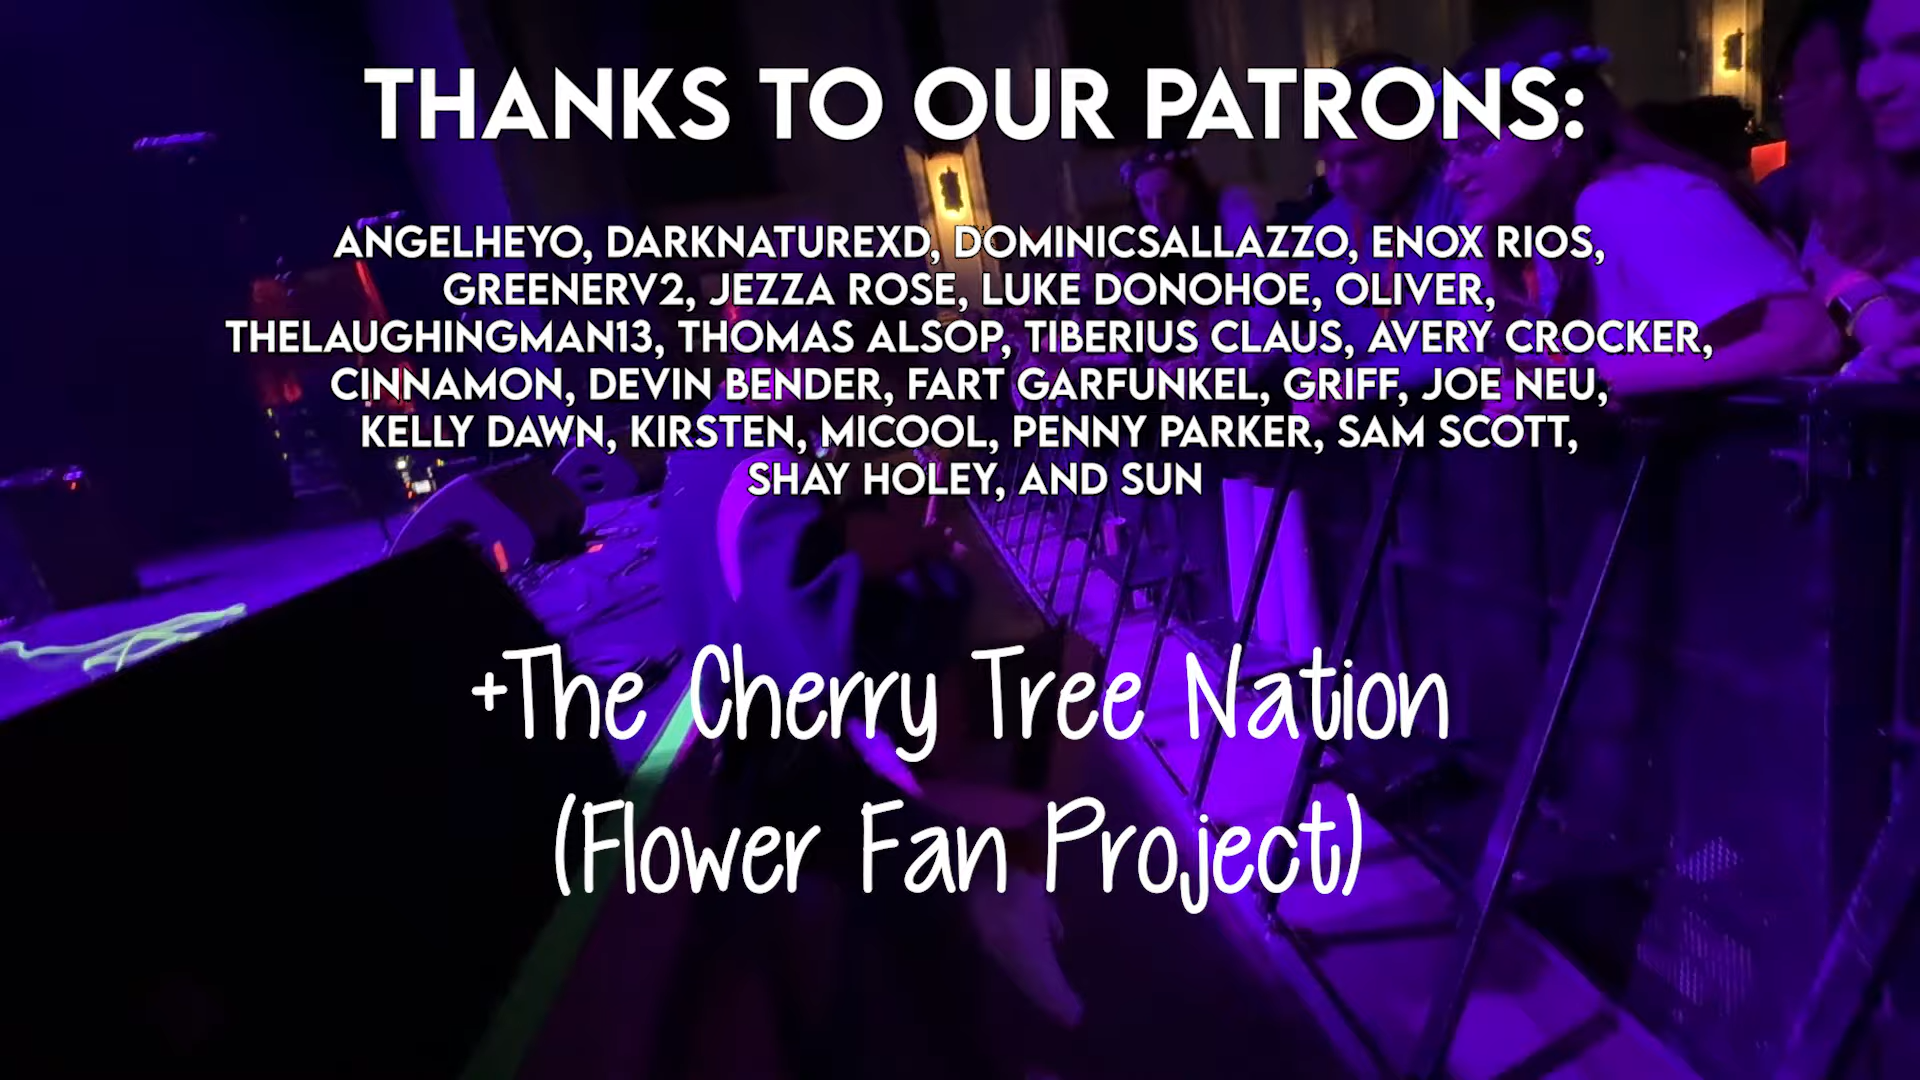 THANKS TO OUR PATRONS:
ANGELHEYO, DARKNATUREXD, DOMINICSALLAZZO, ENOX RIOS,
GREENERV2, JEZZA ROSE, LUKE DONOHOE, OLIVER,
THELAUGHINGMAN13, THOMAS ALSOP, TIBERIUS CLAUS, AVERY CROCKER,
CINNAMON, DEVIN BENDER, FART GARFUNKEL, GRIFF, JOE NEU,
KELLY DAWN, KIRSTEN, MICOOL, PENNY PARKER, SAM SCOTT,
SHAY HOLEY, AND SUN
+The Cherry Tree Nation
(Flower Fan Project)